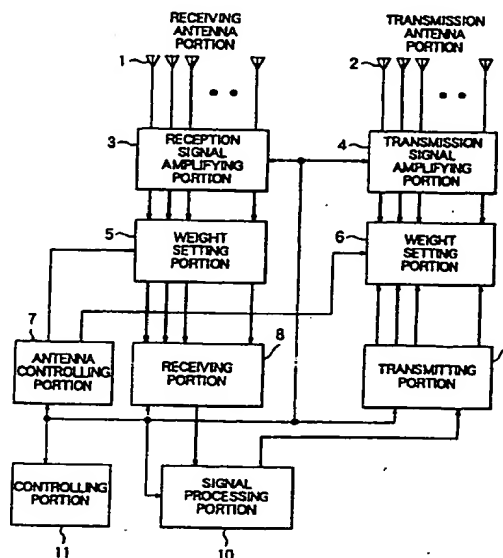 RECEIVING
ANTENNA
PORTION
TRANSMISSION
ANTENNA
PORTION
1
2
3
RECEPTION
SIGNAL AMPLIFYING
PORTION
4
TRANSMISSION
SIGNAL
AMPLIFYING
PORTION
5
WEIGHT
SETTING
PORTION
6
WEIGHT
SETTING
PORTION
7
ANTENNA
CONTROLLING
PORTION
8
RECEIVING
PORTION
TRANSMITTING
PORTION
CONTROLLING
PORTION
11
SIGNAL
PROCESSING
PORTION
10